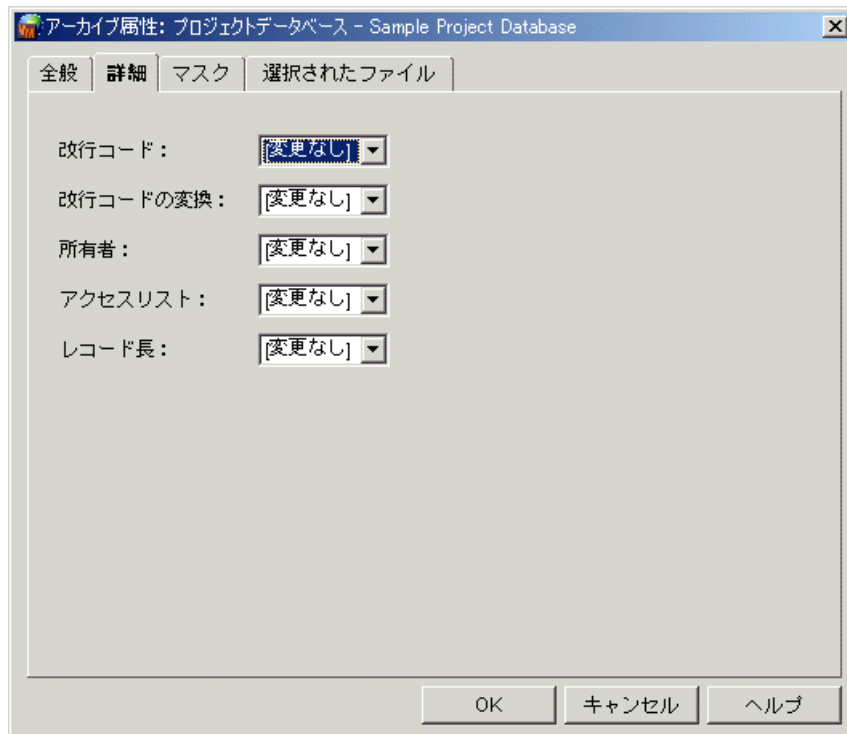 アーカイブ属性: プロジェクトデータベース - Sample Project Database
全般 詳細 マスク 選択されたファイル
改行コード： [変更なし]
改行コードの変換： [変更なし]
所有者： [変更なし]
アクセスリスト： [変更なし]
レコード長： [変更なし]
OK キャンセル ヘルプ